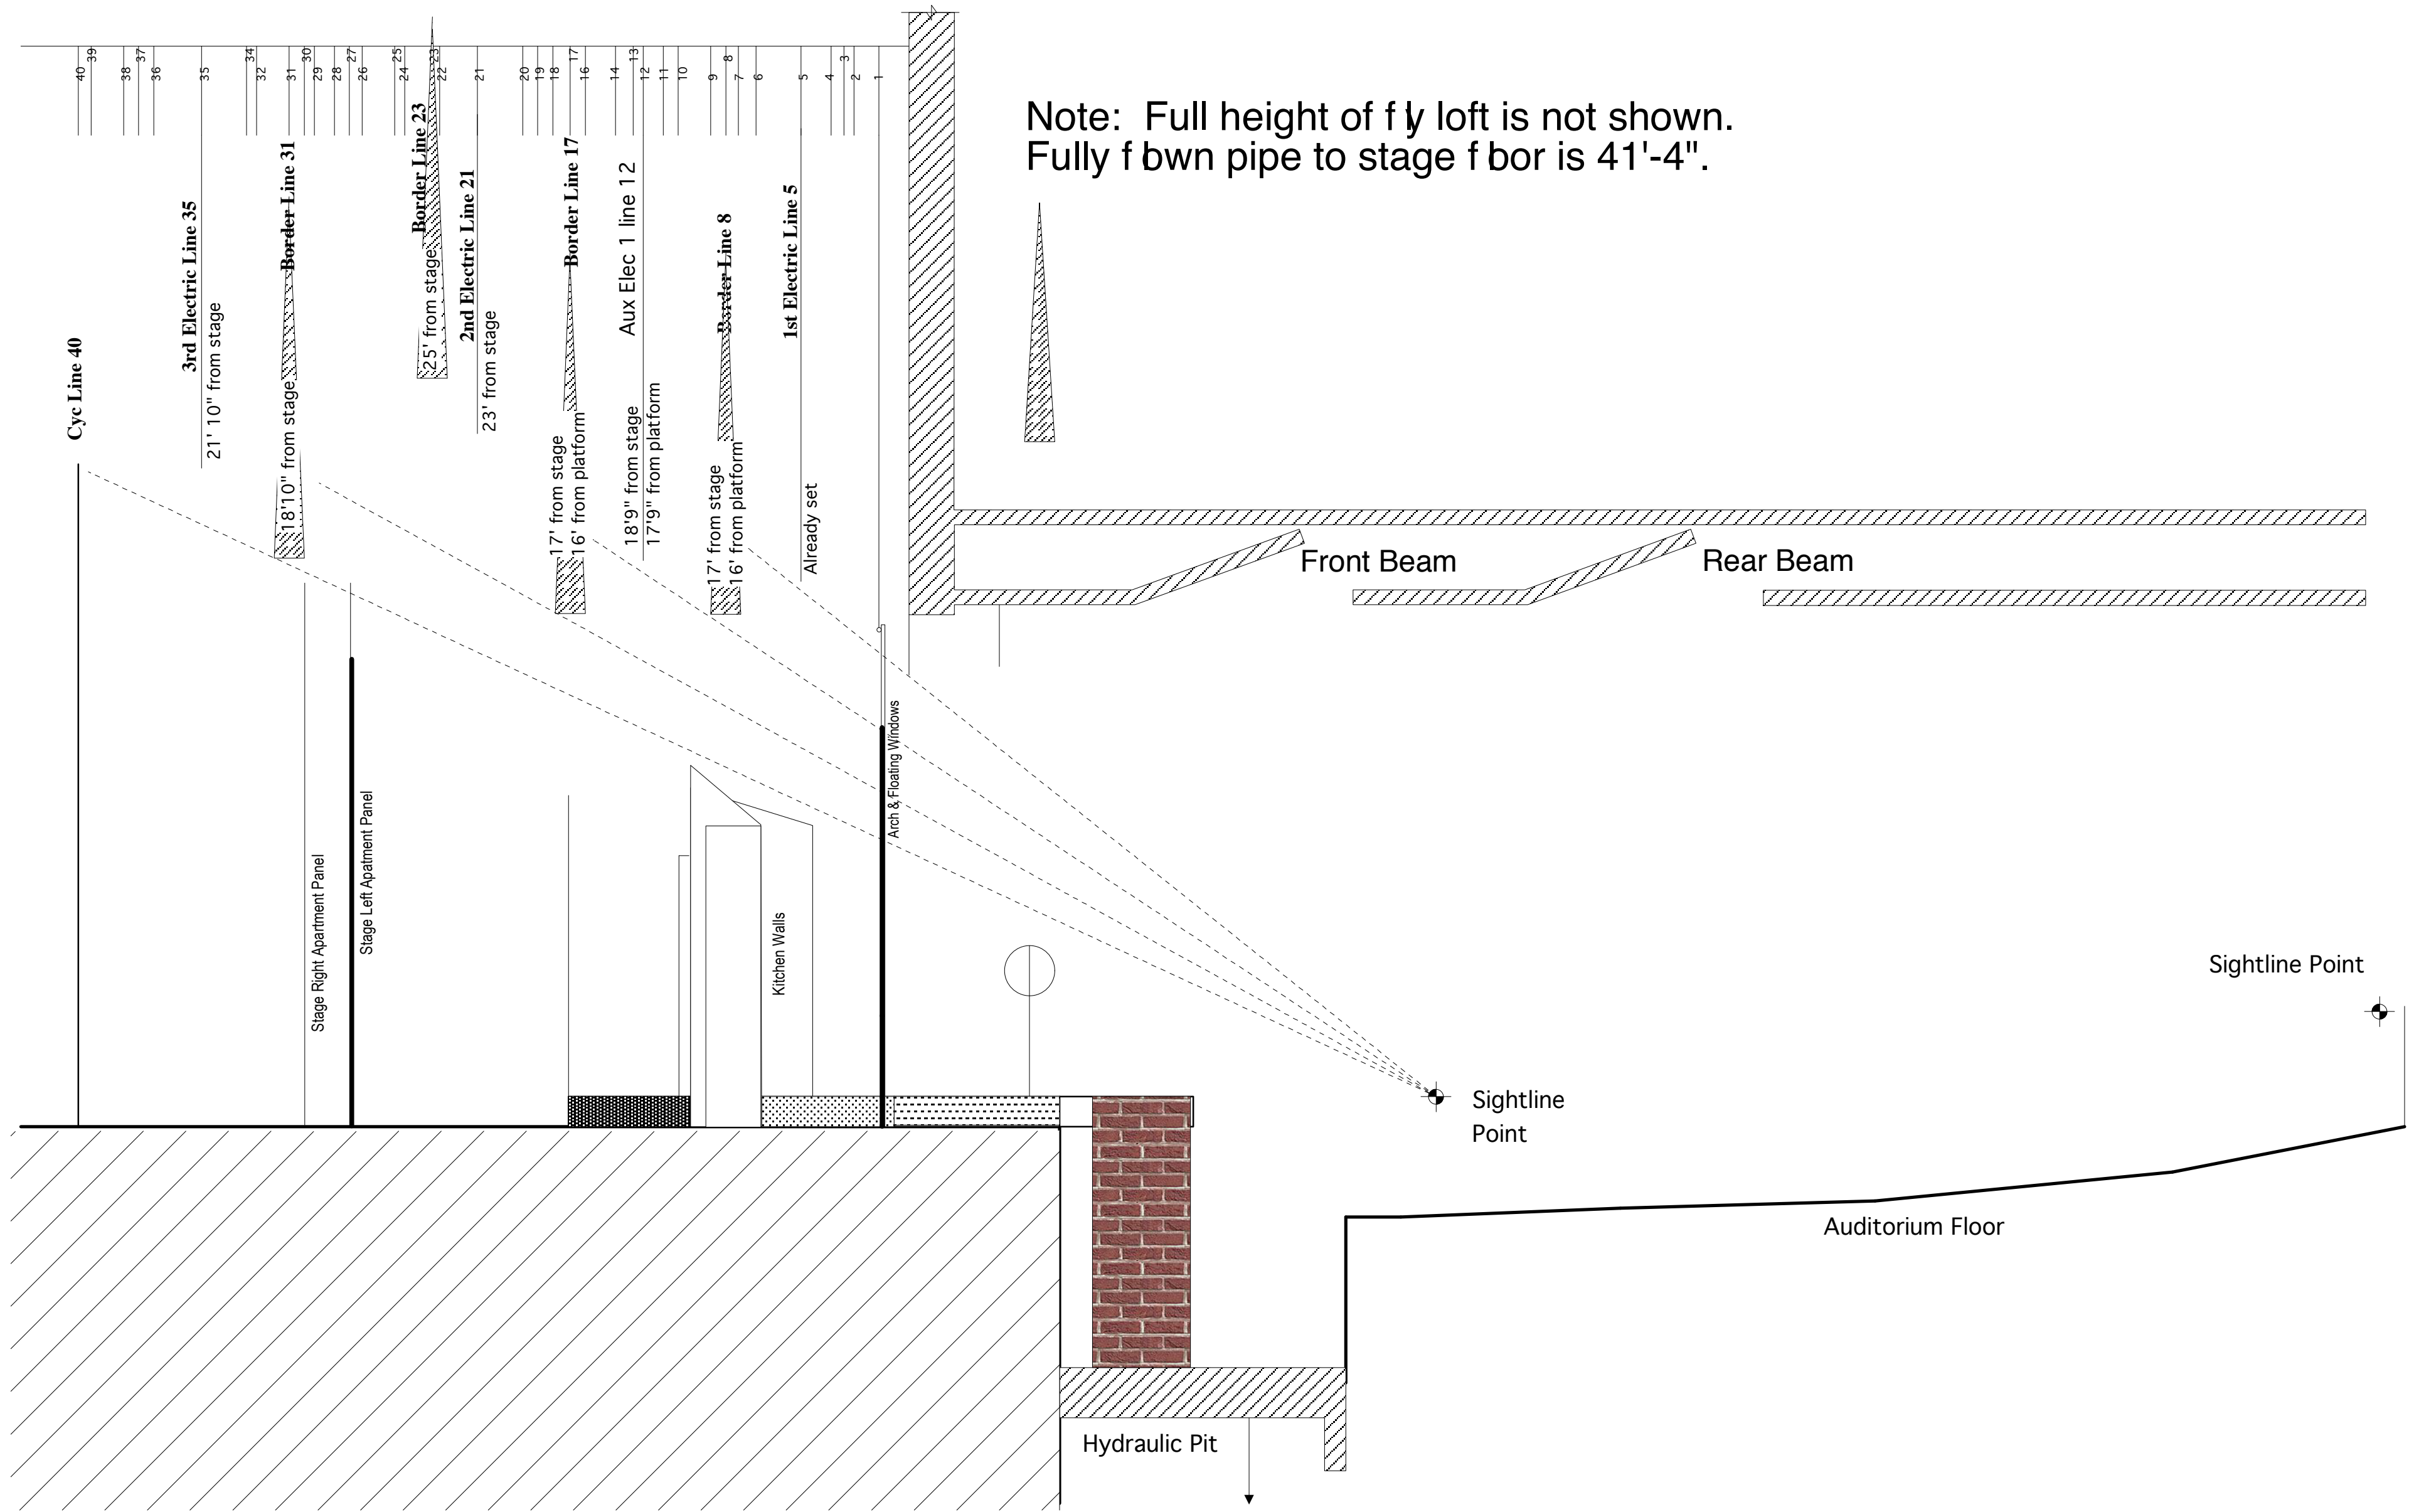 40
39
38
37
36
35
34
32
31
30
29
28
27
26
25
24
23
22
21
20
19
18
17
16
14
13
12
11
10
9
8
7
6
5
4
3
2
1
Note: Full height of fly loft is not shown.
Fully flown pipe to stage floor is 41'-4".
Cyc Line 40
3rd Electric Line 35
21' 10" from stage
Border Line 31
18'10" from stage
Border Line 23
25' from stage
2nd Electric Line 21
23' from stage
Border Line 17
17' from stage
16' from platform
Aux Elec 1 line 12
18'9" from stage
17'9" from platform
Border Line 8
17' from stage
16' from platform
1st Electric Line 5
Already set
Front Beam
Rear Beam
Stage Right Apartment Panel
Stage Left Apatment Panel
Kitchen Walls
Arch & Floating Windows
Sightline Point
Sightline
Point
Auditorium Floor
Hydraulic Pit